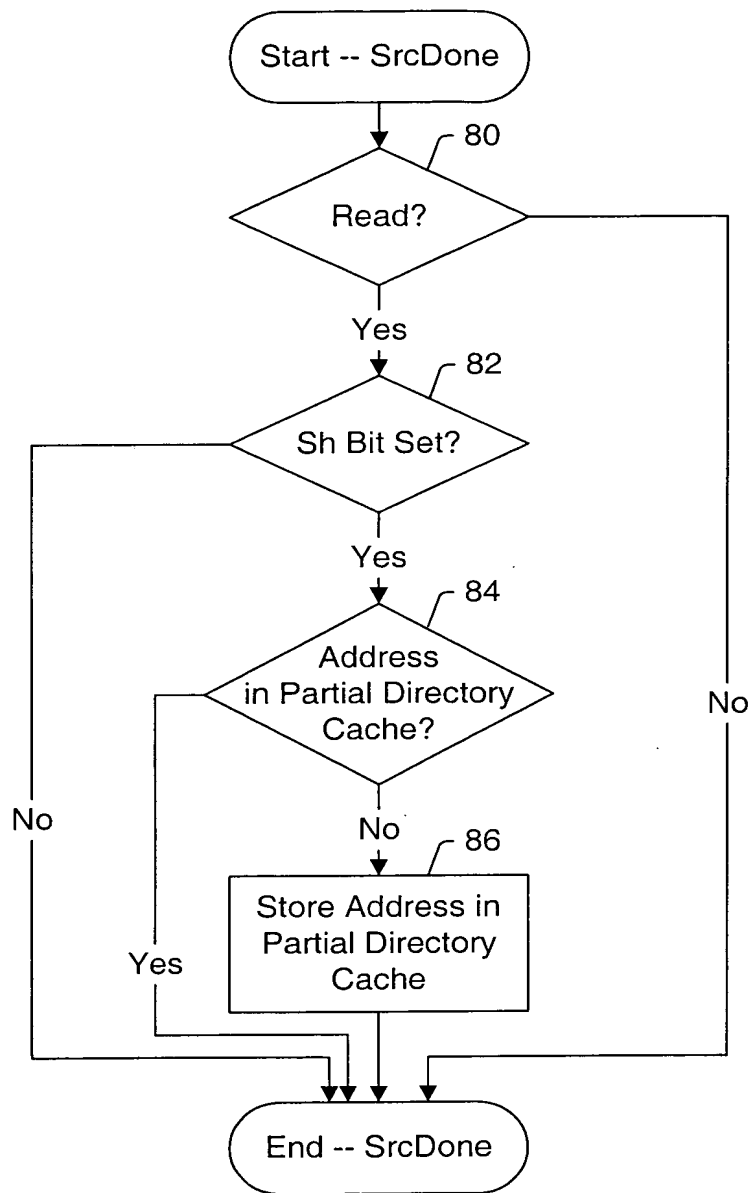 Start -- SrcDone
80
Read?
Yes
82
Sh Bit Set?
Yes
84
Address
in Partial Directory
Cache?
No
No
No
86
Store Address in
Partial Directory
Cache
Yes
End -- SrcDone